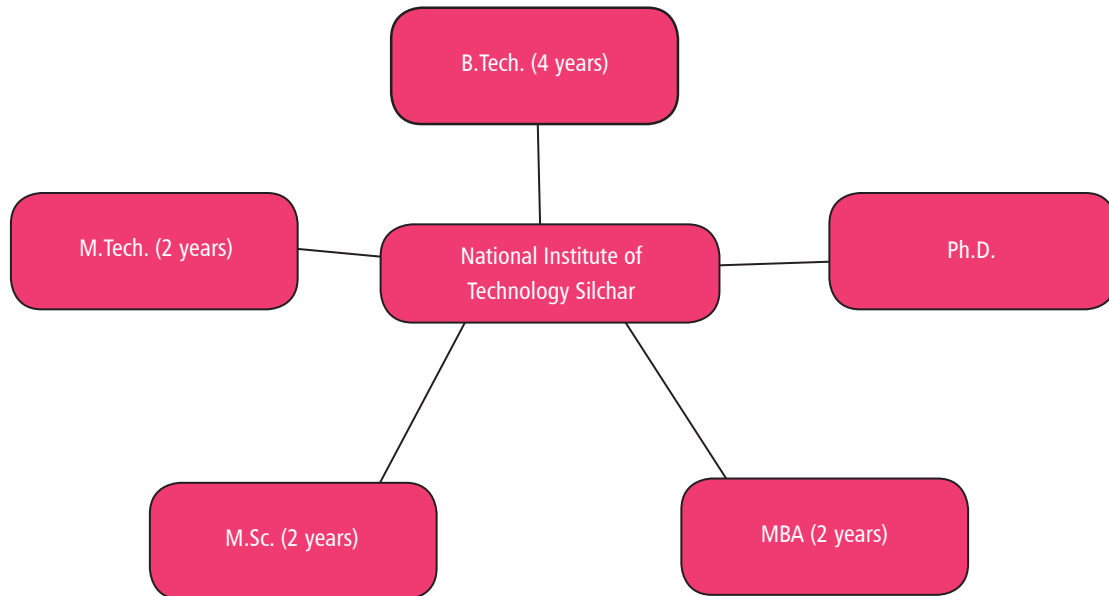 B.Tech. (4 years)
M.Tech. (2 years)
National Institute of
Technology Silchar
Ph.D.
M.Sc. (2 years)
MBA (2 years)